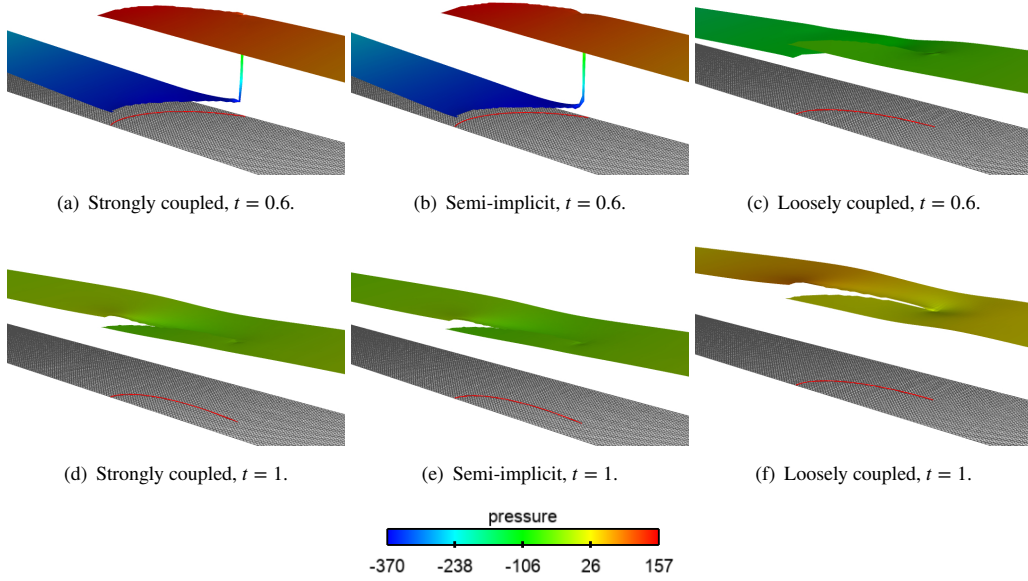 (a) Strongly coupled, t = 0.6.
(b) Semi-implicit, t = 0.6.
(c) Loosely coupled, t = 0.6.
(d) Strongly coupled, t = 1.
(e) Semi-implicit, t = 1.
(f) Loosely coupled, t = 1.
pressure
-370 -238 -106 26 157